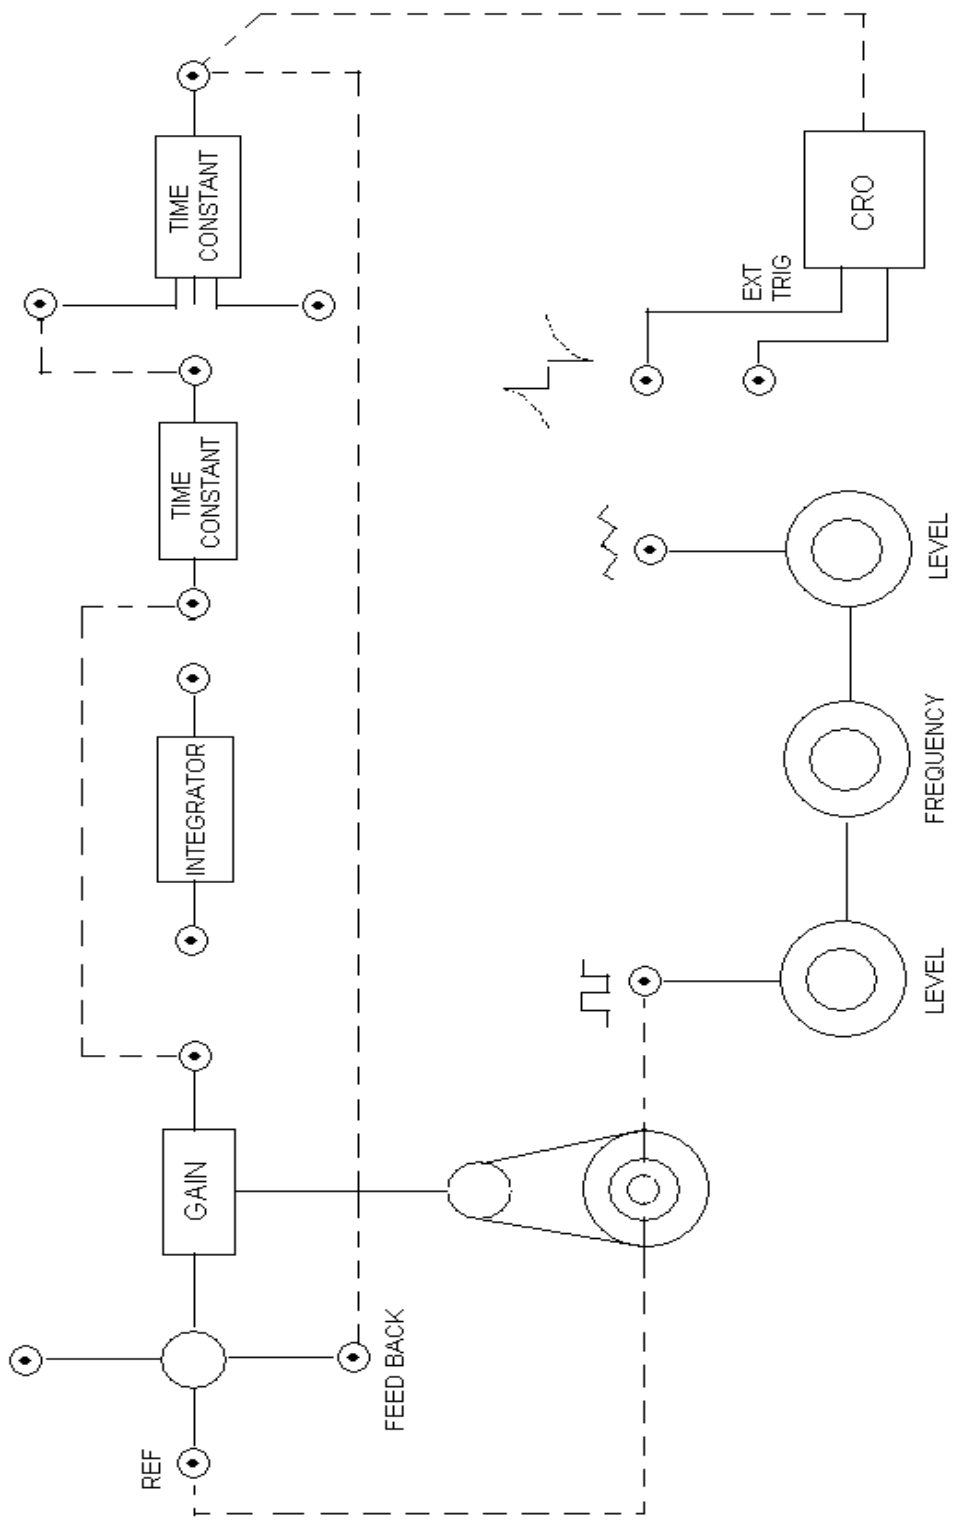 REF
FEED BACK
GAIN
INTEGRATOR
TIME
CONSTANT
TIME
CONSTANT
LEVEL
FREQUENCY
LEVEL
EXT
TRIG
CRO